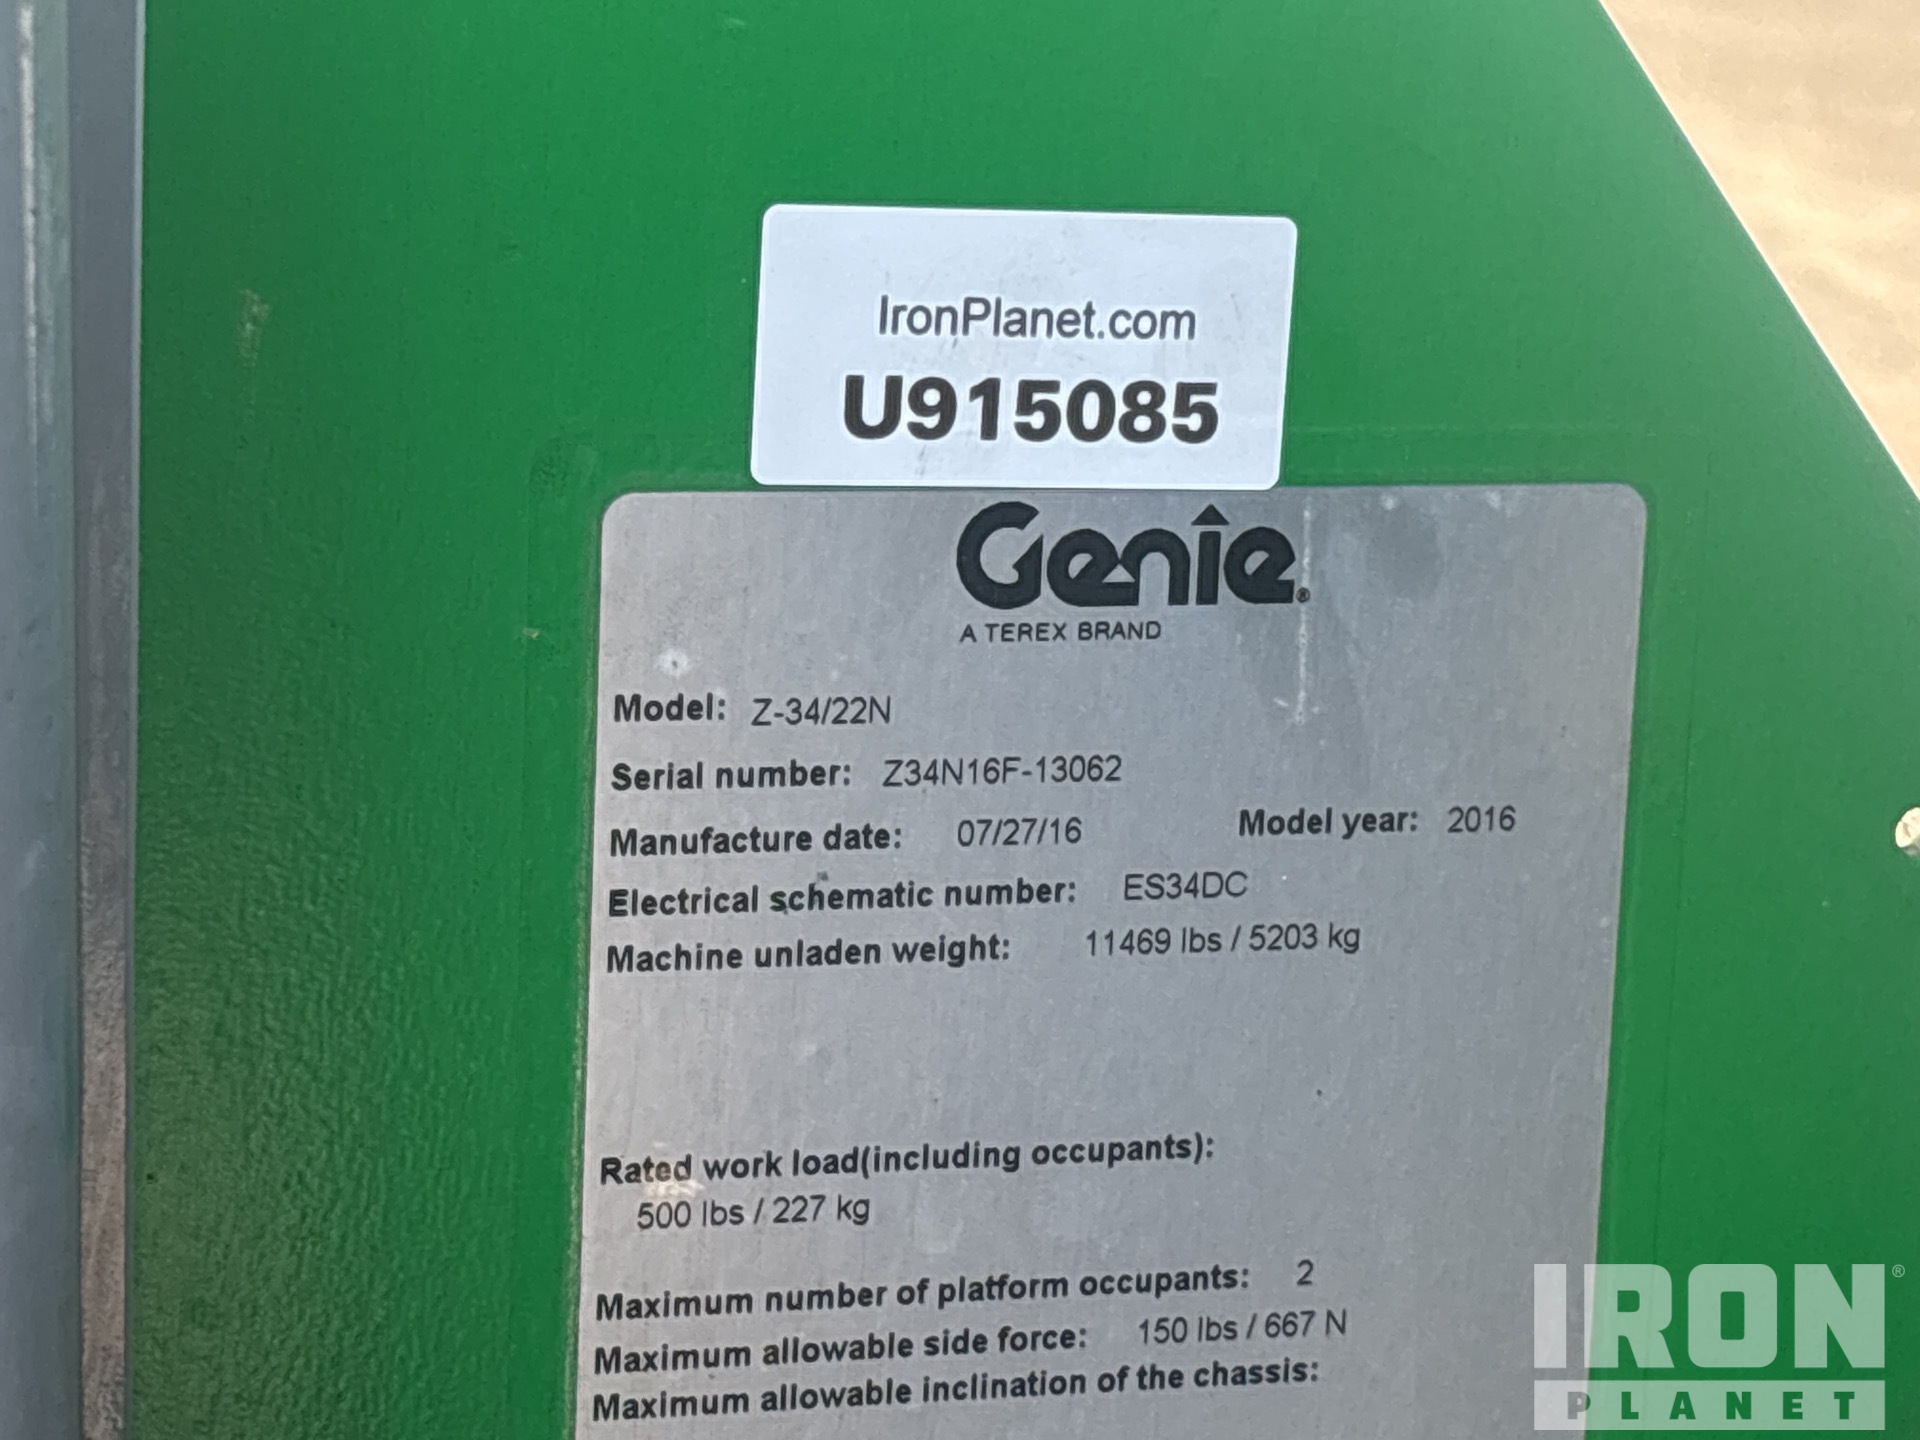 IronPlanet.com
U915085
Genie®
A TEREX BRAND
Model: Z-34/22N
Serial number: Z34N16F-13062
Manufacture date: 07/27/16 Model year: 2016
Electrical schematic number: ES34DC
Machine unladen weight: 11469 lbs / 5203 kg
Rated work load(including occupants):
500 lbs / 227 kg
Maximum number of platform occupants: 2
Maximum allowable side force: 150 lbs / 667 N
Maximum allowable inclination of the chassis:
IRON®
PLANET